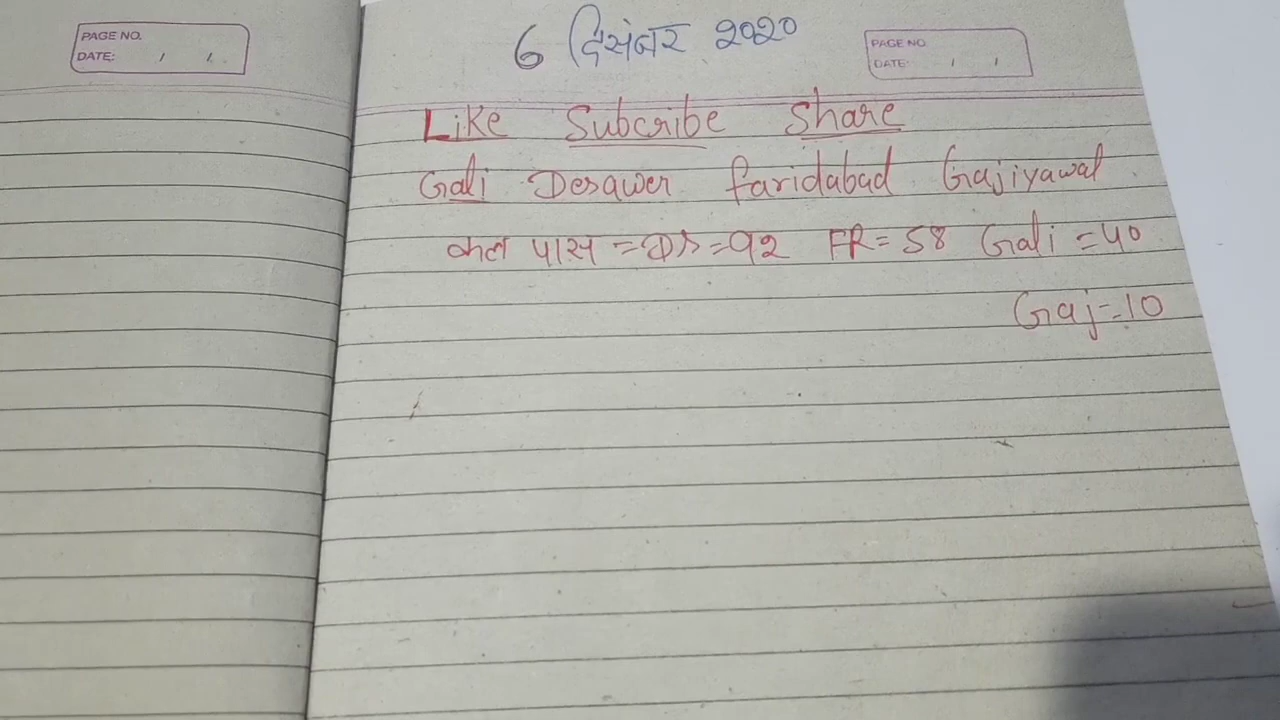 PAGE NO.
DATE: / /
6 दिसंबर 2020
PAGE NO.
DATE: / /
Like Subcribe Share
Gali Desawer faridabad Gajiyawal
कल पास = DS = 92 FR = 58 Gali = 40
Gaj = 10